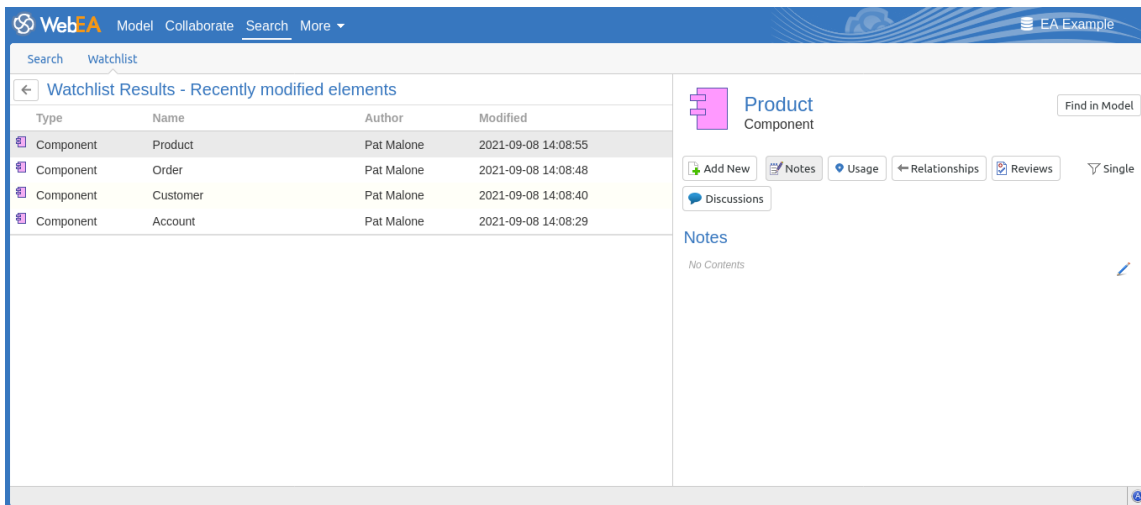 WebEA Model Collaborate Search More EA Example
Search Watchlist
Watchlist Results - Recently modified elements
Type Name Author Modified
Component Product Pat Malone 2021-09-08 14:08:55
Component Order Pat Malone 2021-09-08 14:08:48
Component Customer Pat Malone 2021-09-08 14:08:40
Component Account Pat Malone 2021-09-08 14:08:29
Product
Component
Find in Model
Add New Notes Usage Relationships Reviews Single
Discussions
Notes
No Contents